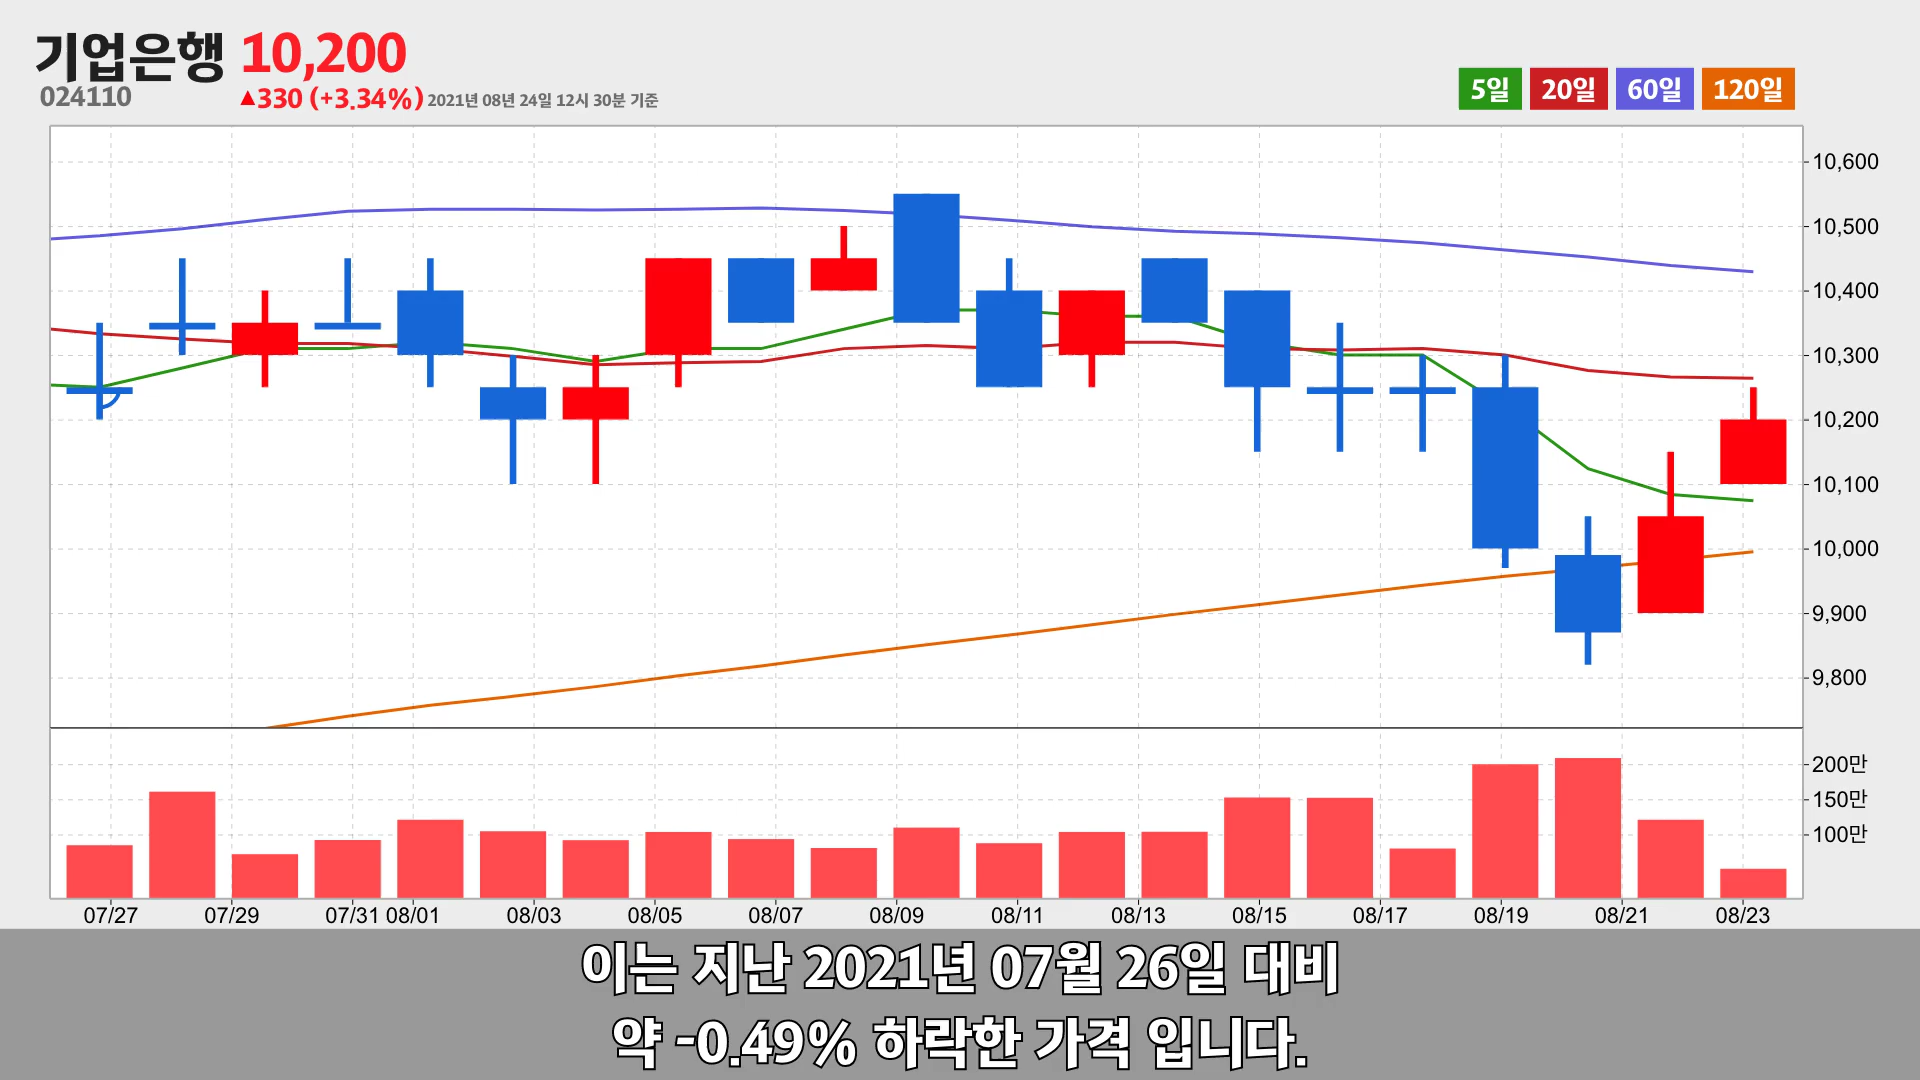 기업은행 10,200
024110
▲330 (+3.34%) 2021년 08년 24일 12시 30분 기준
5일 20일 60일 120일
10,600
10,500
10,400
10,300
10,200
10,100
10,000
9,900
9,800
200만
150만
100만
07/27 07/29 07/31 08/01 08/03 08/05 08/07 08/09 08/11 08/13 08/15 08/17 08/19 08/21 08/23
이는 지난 2021년 07월 26일 대비
약 -0.49% 하락한 가격 입니다.